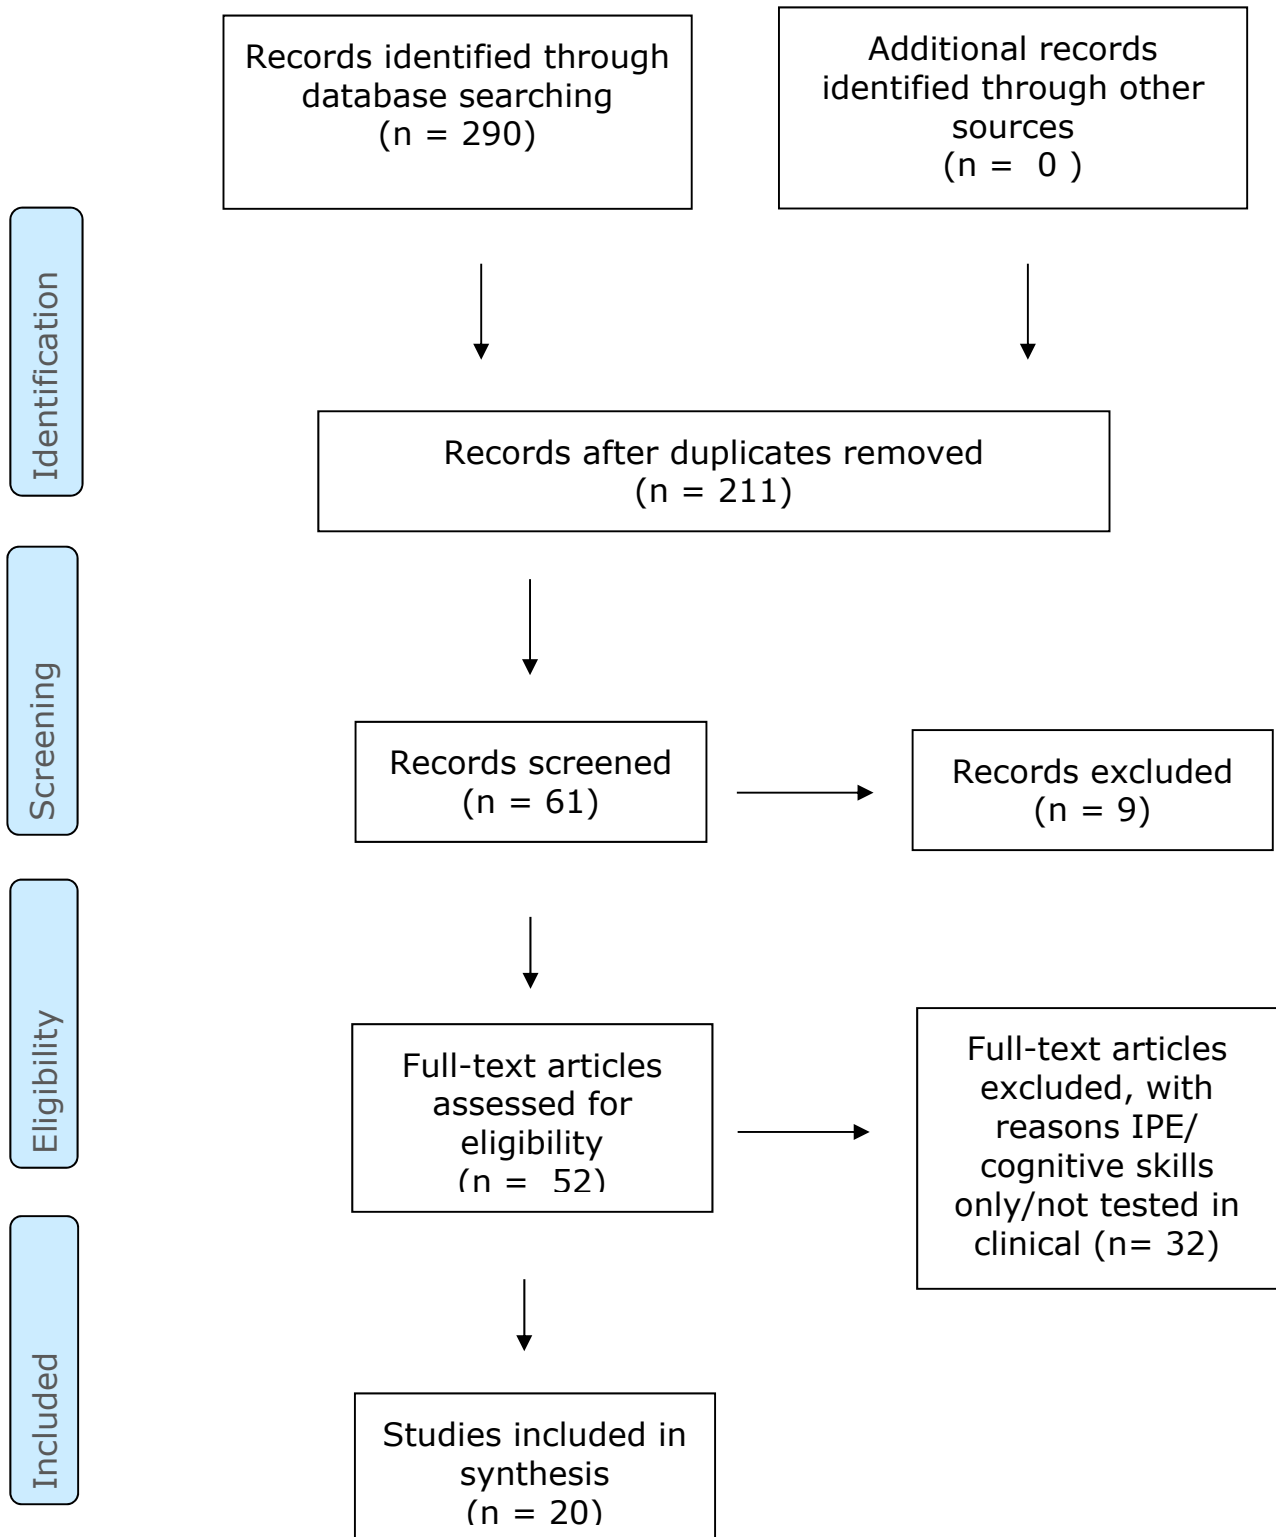 Records identified through
database searching
(n = 290)
Additional records
identified through other
sources
(n =  0 )
Identification
Records after duplicates removed
(n = 211)
Screening
Records screened
(n = 61)
Records excluded
(n = 9)
Eligibility
Full-text articles
assessed for
eligibility
(n =  52)
Full-text articles
excluded, with
reasons IPE/
cognitive skills
only/not tested in
clinical (n= 32)
Included
Studies included in
synthesis
(n = 20)